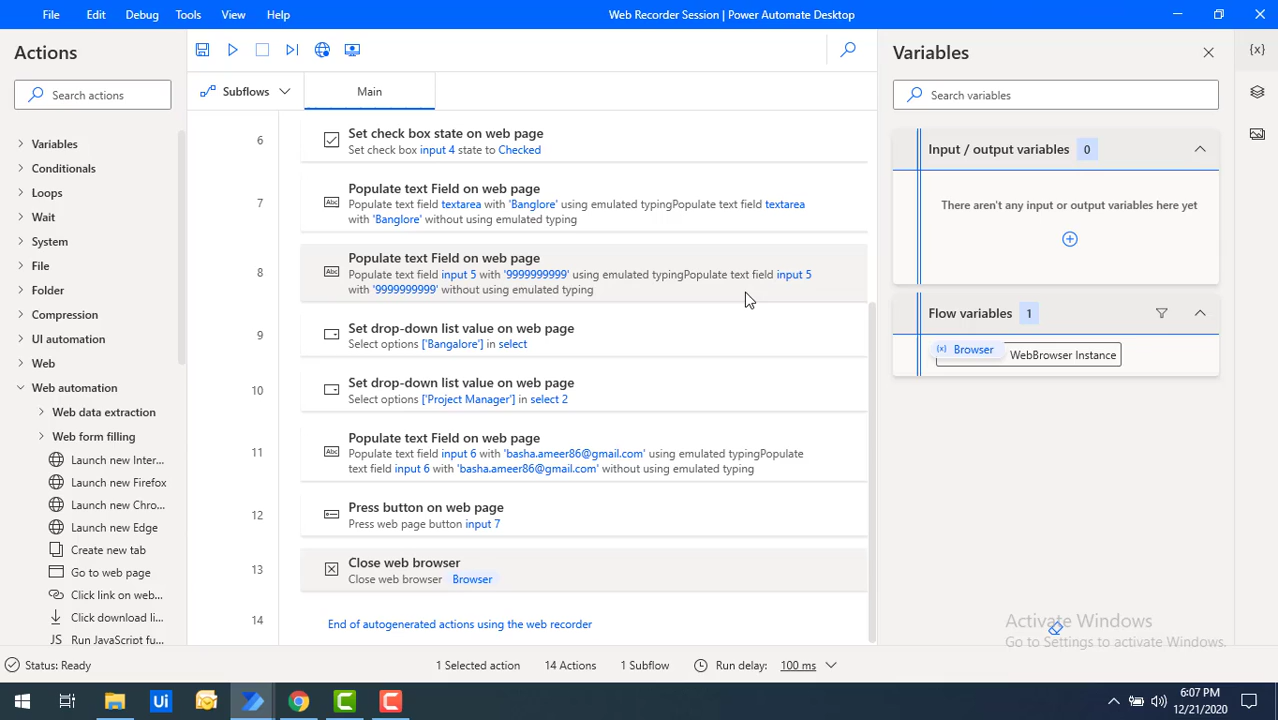 File Edit Debug Tools View Help
Web Recorder Session | Power Automate Desktop
Actions
Search actions
Variables
Conditionals
Loops
Wait
System
File
Folder
Compression
UI automation
Web
Web automation
Web data extraction
Web form filling
Launch new Inter...
Launch new Firefox
Launch new Chro...
Launch new Edge
Create new tab
Go to web page
Click link on web...
Click download li...
JS Run JavaScript fu...
Subflows
Main
6
Set check box state on web page
Set check box input 4 state to Checked
7
Populate text Field on web page
Abc
Populate text field textarea with 'Banglore' using emulated typingPopulate text field textarea
with 'Banglore' without using emulated typing
8
Populate text Field on web page
Abc
Populate text field input 5 with '9999999999' using emulated typingPopulate text field input 5
with '9999999999' without using emulated typing
9
Set drop-down list value on web page
Select options ['Bangalore'] in select
10
Set drop-down list value on web page
Select options ['Project Manager'] in select 2
11
Populate text Field on web page
Abc
Populate text field input 6 with 'basha.ameer86@gmail.com' using emulated typingPopulate
text field input 6 with 'basha.ameer86@gmail.com' without using emulated typing
12
Press button on web page
Press web page button input 7
13
Close web browser
Close web browser Browser
14
End of autogenerated actions using the web recorder
Variables
{x}
Search variables
Input / output variables 0
There aren't any input or output variables here yet
Flow variables 1
(x) Browser WebBrowser Instance
Activate Windows
Go to Settings to activate Windows.
Status: Ready
1 Selected action
14 Actions
1 Subflow
Run delay: 100 ms
Ui
6:07 PM
12/21/2020